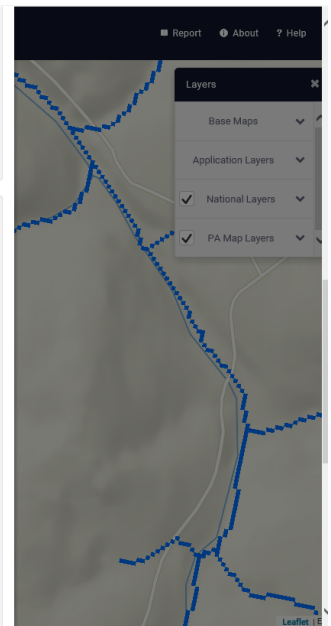 Report About ? Help
Layers
Base Maps
Application Layers
National Layers
PA Map Layers
Leaflet | E